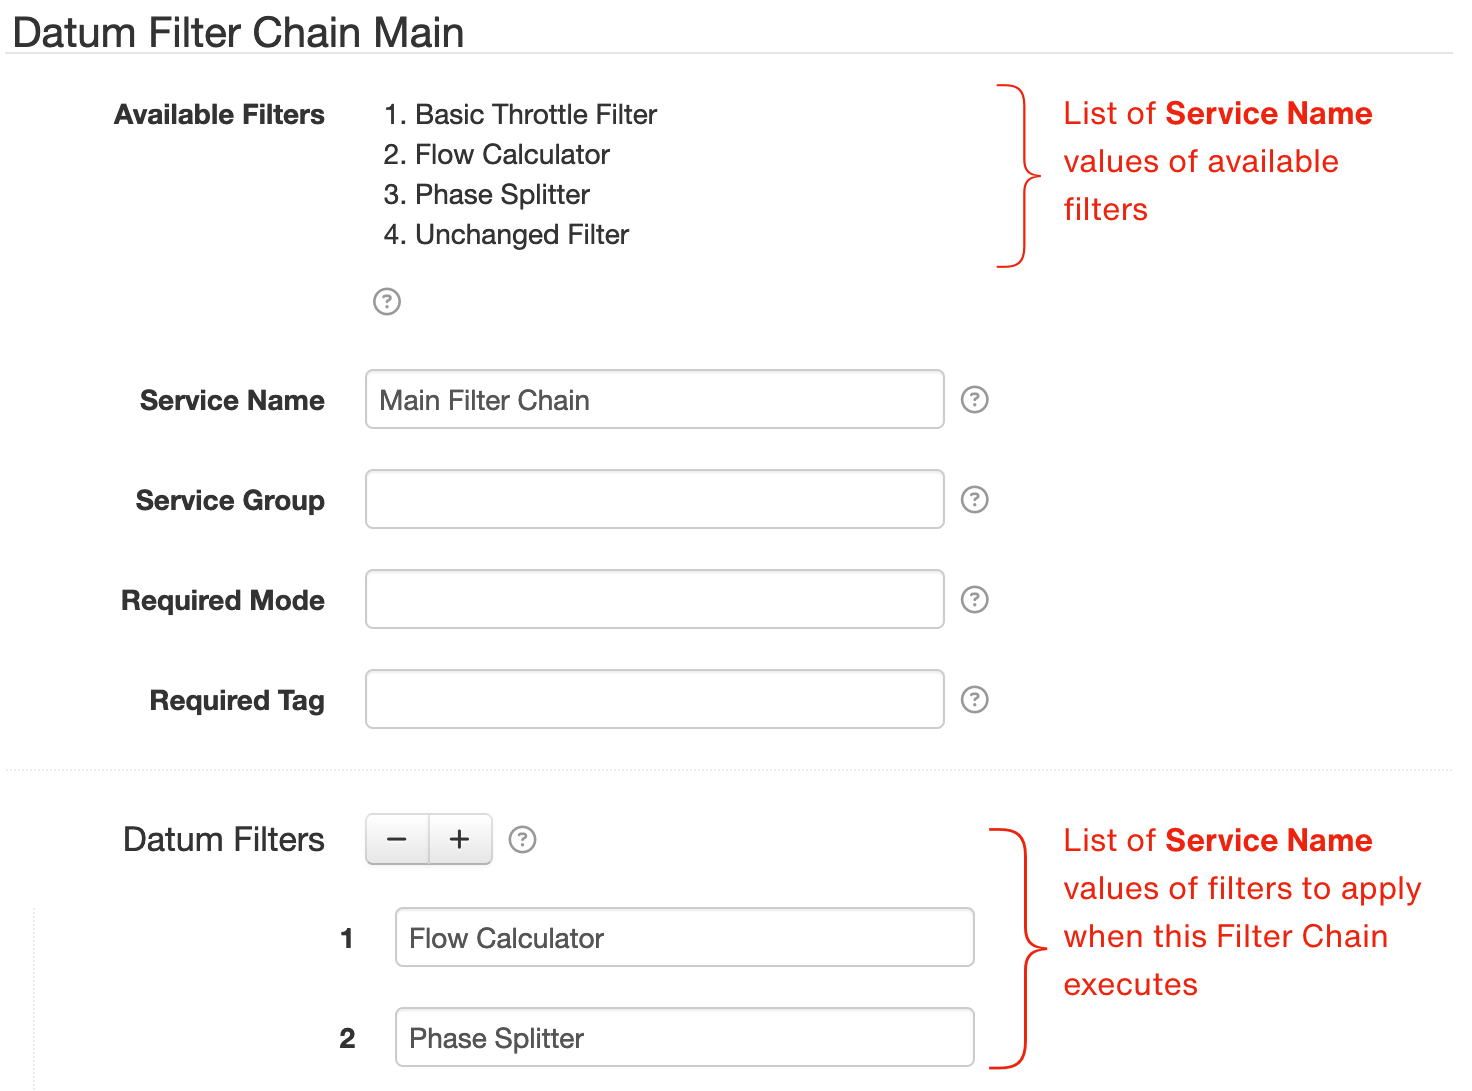 Datum Filter Chain Main
Available Filters
1. Basic Throttle Filter
2. Flow Calculator
3. Phase Splitter
4. Unchanged Filter
List of Service Name
values of available
filters
?
Service Name
Main Filter Chain
?
Service Group
?
Required Mode
?
Required Tag
?
Datum Filters
− +
?
1
Flow Calculator
2
Phase Splitter
List of Service Name
values of filters to apply
when this Filter Chain
executes